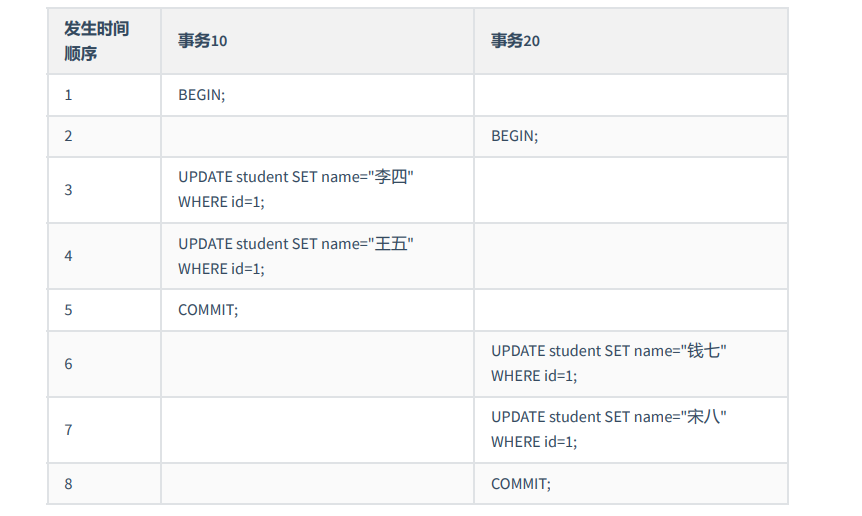 发生时间 事务10 事务20
顺序
1 BEGIN;
2 BEGIN;
3 UPDATE student SET name="李四"
WHERE id=1;
4 UPDATE student SET name="王五"
WHERE id=1;
5 COMMIT;
6 UPDATE student SET name="钱七"
WHERE id=1;
7 UPDATE student SET name="宋八"
WHERE id=1;
8 COMMIT;